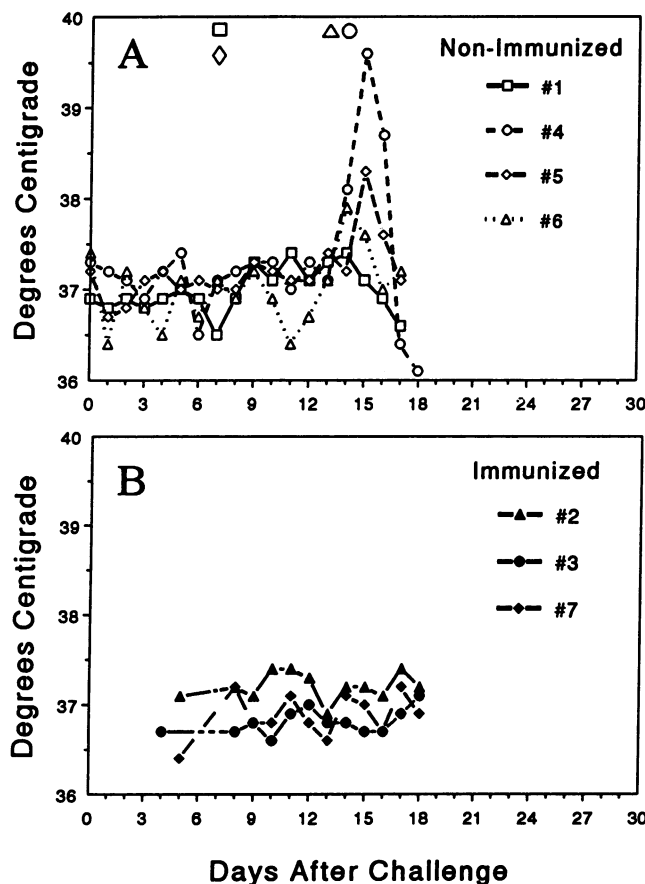 A
Non-Immunized
#1
#4
#5
#6
Degrees Centigrade
40
39
38
37
36
0 3 6 9 12 15 18 21 24 27 30
B
Immunized
#2
#3
#7
Degrees Centigrade
40
39
38
37
36
0 3 6 9 12 15 18 21 24 27 30
Days After Challenge